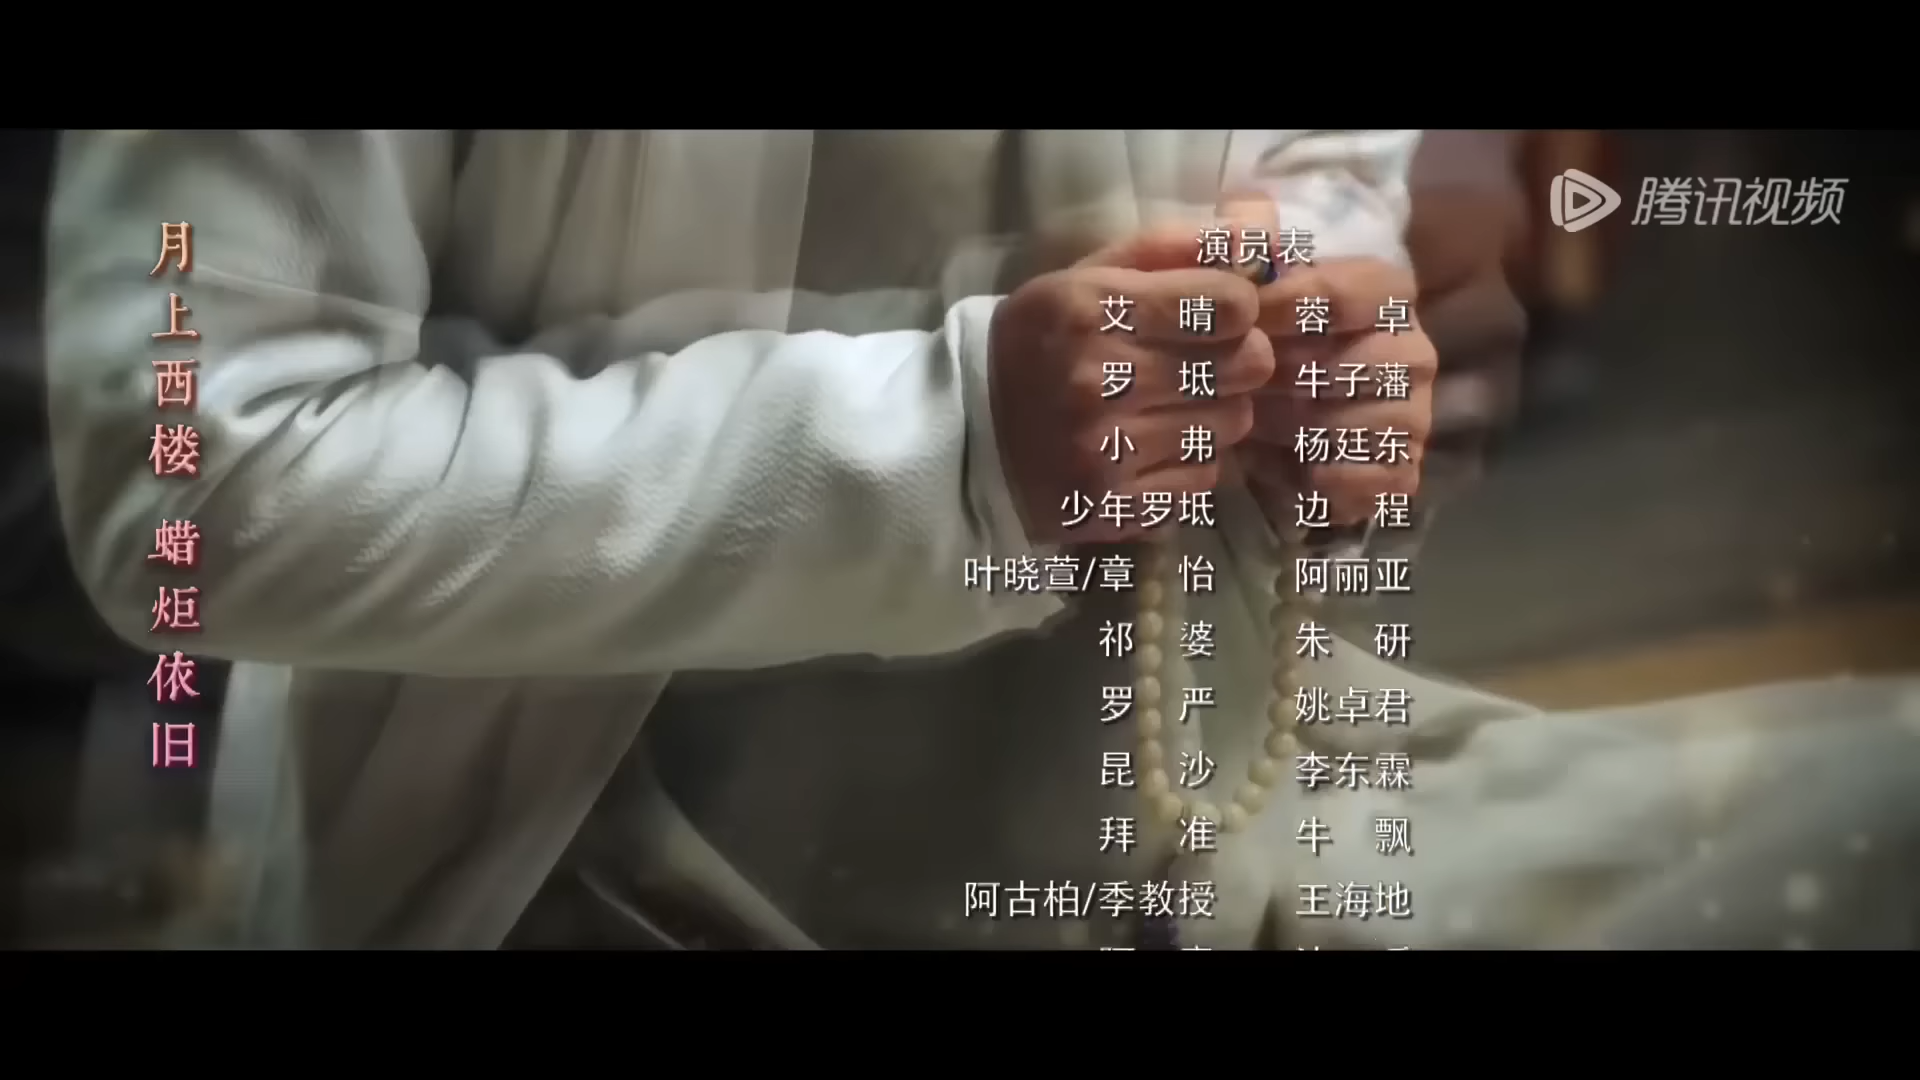 腾讯视频
月上西楼 蜡炬依旧
演员表
艾晴 蓉卓
罗坻 牛子藩
小弗 杨廷东
少年罗坻 边程
叶晓萱/章怡 阿丽亚
祁婆 朱研
罗严 姚卓君
昆沙 李东霖
拜准 牛飘
阿古柏/季教授 王海地